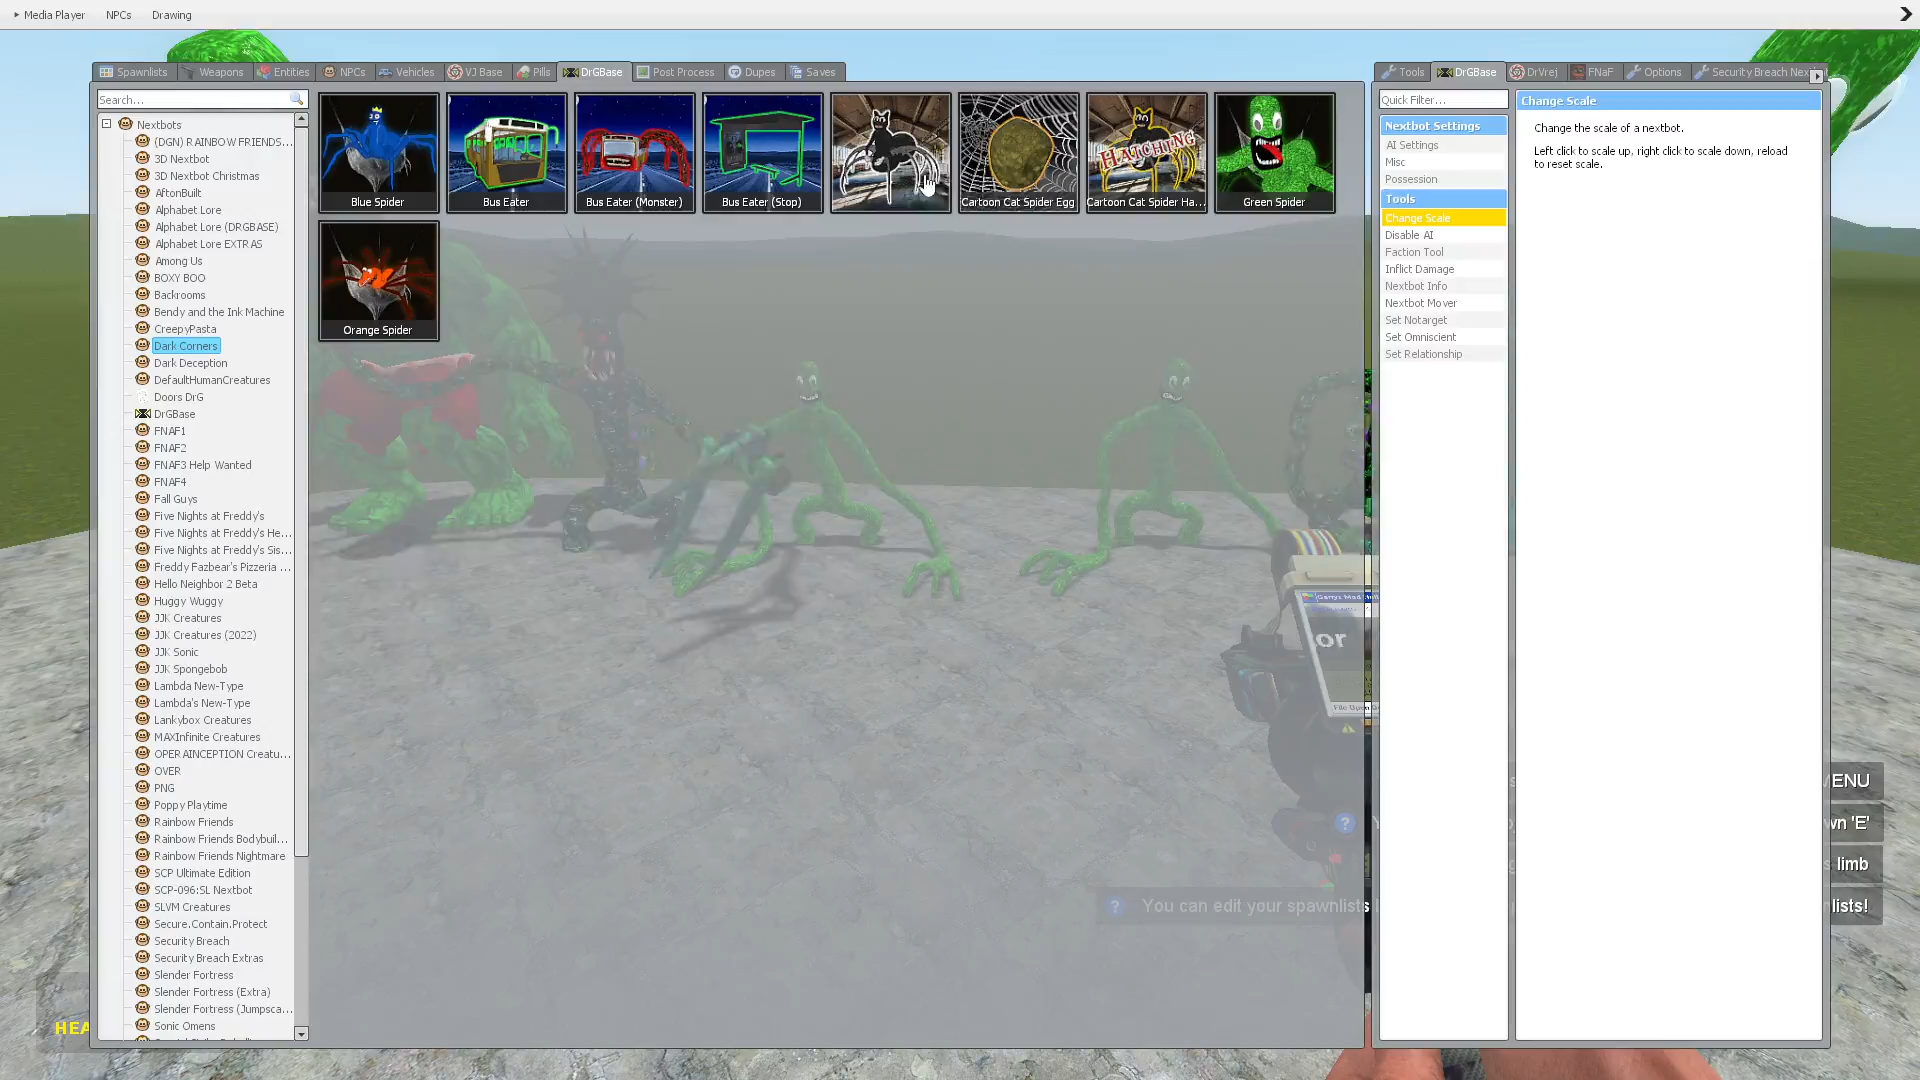 Media Player
NPCs
Drawing
Spawnlists
Weapons
Entities
NPCs
Vehicles
VJ Base
Pills
DrGBase
Post Process
Dupes
Saves
Search...
Nextbots
(DGN) RAINBOW FRIENDS...
3D Nextbot
3D Nextbot Christmas
AftonBuilt
Alphabet Lore
Alphabet Lore (DRGBASE)
Alphabet Lore EXTRAS
Among Us
BOXY BOO
Backrooms
Bendy and the Ink Machine
CreepyPasta
Dark Corners
Dark Deception
DefaultHumanCreatures
Doors DrG
DrGBase
FNAF1
FNAF2
FNAF3 Help Wanted
FNAF4
Fall Guys
Five Nights at Freddy's
Five Nights at Freddy's He...
Five Nights at Freddy's Sis...
Freddy Fazbear's Pizzeria ...
Hello Neighbor 2 Beta
Huggy Wuggy
JJK Creatures
JJK Creatures (2022)
JJK Sonic
JJK Spongebob
Lambda New-Type
Lambda's New-Type
Lankybox Creatures
MAXInfinite Creatures
OPERAINCEPTION Creatu...
OVER
PNG
Poppy Playtime
Rainbow Friends
Rainbow Friends Bodybuil...
Rainbow Friends Nightmare
SCP Ultimate Edition
SCP-096:SL Nextbot
SLVM Creatures
Secure.Contain.Protect
Security Breach
Security Breach Extras
Slender Fortress
Slender Fortress (Extra)
Slender Fortress (Jumpsca...
Sonic Omens
Blue Spider
Bus Eater
Bus Eater (Monster)
Bus Eater (Stop)
Cartoon Cat Spider Egg
HATCHING
Cartoon Cat Spider Ha...
Green Spider
Orange Spider
or
You can edit your spawnlists
HEA
Tools
DrGBase
DrVrej
FNaF
Options
Security Breach Nex
Quick Filter...
Nextbot Settings
AI Settings
Misc
Possession
Tools
Change Scale
Disable AI
Faction Tool
Inflict Damage
Nextbot Info
Nextbot Mover
Set Notarget
Set Omniscient
Set Relationship
Change Scale
Change the scale of a nextbot.
Left click to scale up, right click to scale down, reload
to reset scale.
MENU
wn 'E'
limb
lists!